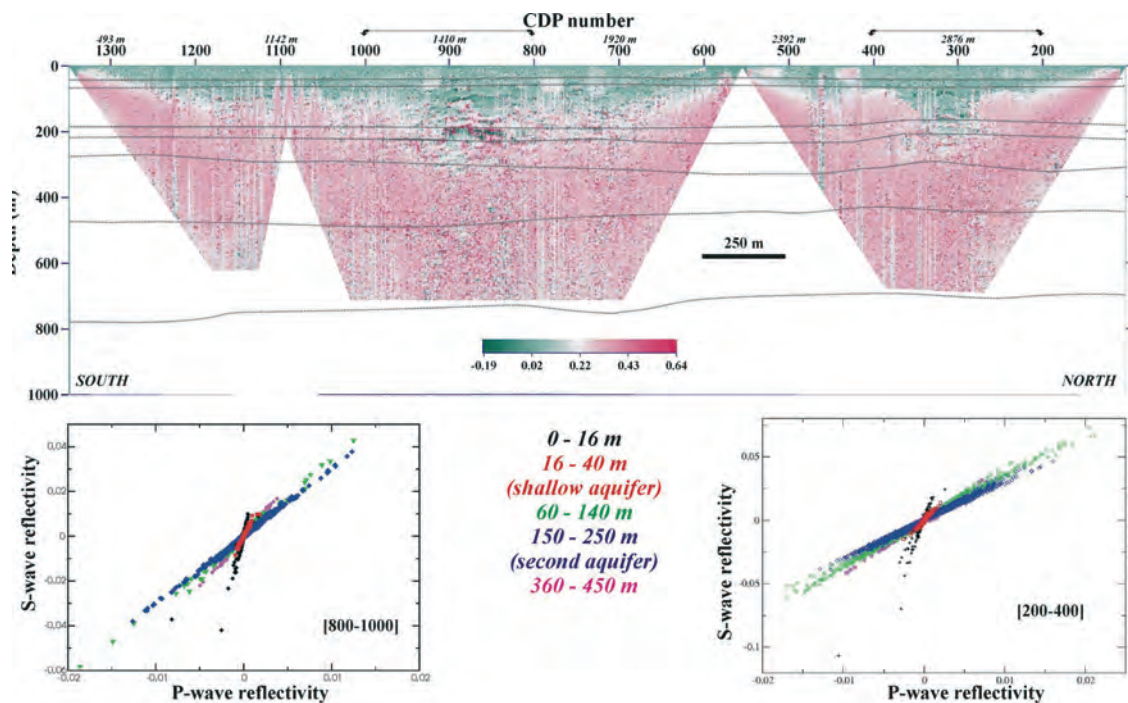 CDP number
493 m 1142 m 1410 m 1920 m 2392 m 2876 m
1300 1200 1100 1000 900 800 700 600 500 400 300 200
0
200
400
600
800
1000
Depth (m)
250 m
-0.19 0.02 0.22 0.43 0.64
SOUTH NORTH
S-wave reflectivity
0.04
0.02
0
-0.02
-0.04
-0.06
-0.02 -0.01 0 0.01 0.02
P-wave reflectivity
[800-1000]
0 - 16 m
16 - 40 m
(shallow aquifer)
60 - 140 m
150 - 250 m
(second aquifer)
360 - 450 m
S-wave reflectivity
0.05
0
-0.05
-0.1
-0.02 -0.01 0 0.01 0.02
P-wave reflectivity
[200-400]